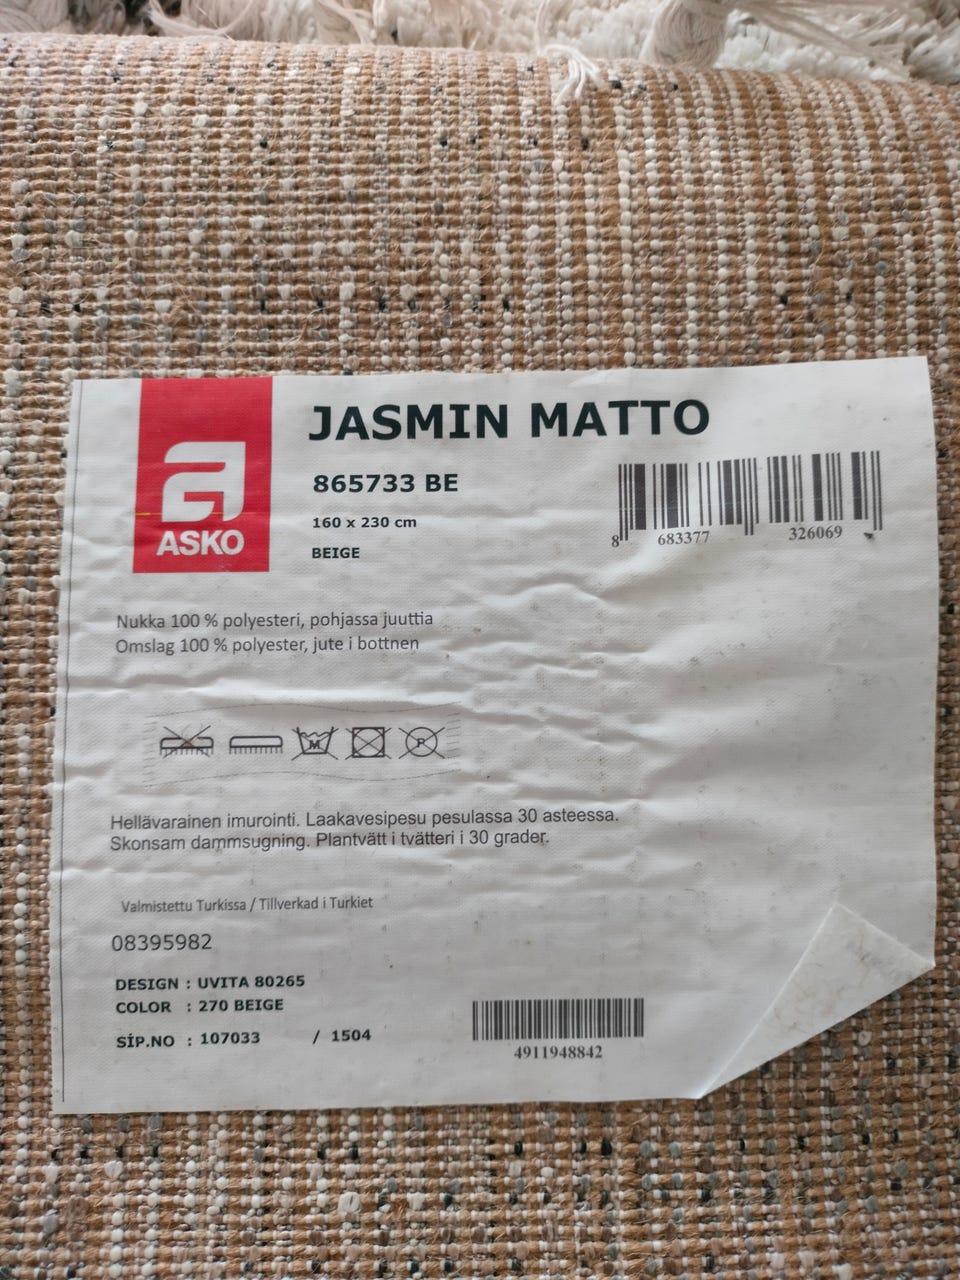 ASKO
JASMIN MATTO
865733 BE
160 x 230 cm
BEIGE
8 683377 326069
Nukka 100 % polyesteri, pohjassa juuttia
Omslag 100 % polyester, jute i bottnen
M P
Hellävarainen imurointi. Laakavesipesu pesulassa 30 asteessa.
Skonsam dammsugning. Plantvätt i tvätteri i 30 grader.
Valmistettu Turkissa / Tillverkad i Turkiet
08395982
DESIGN : UVITA 80265
COLOR : 270 BEIGE
SİP.NO : 107033 / 1504
4911948842